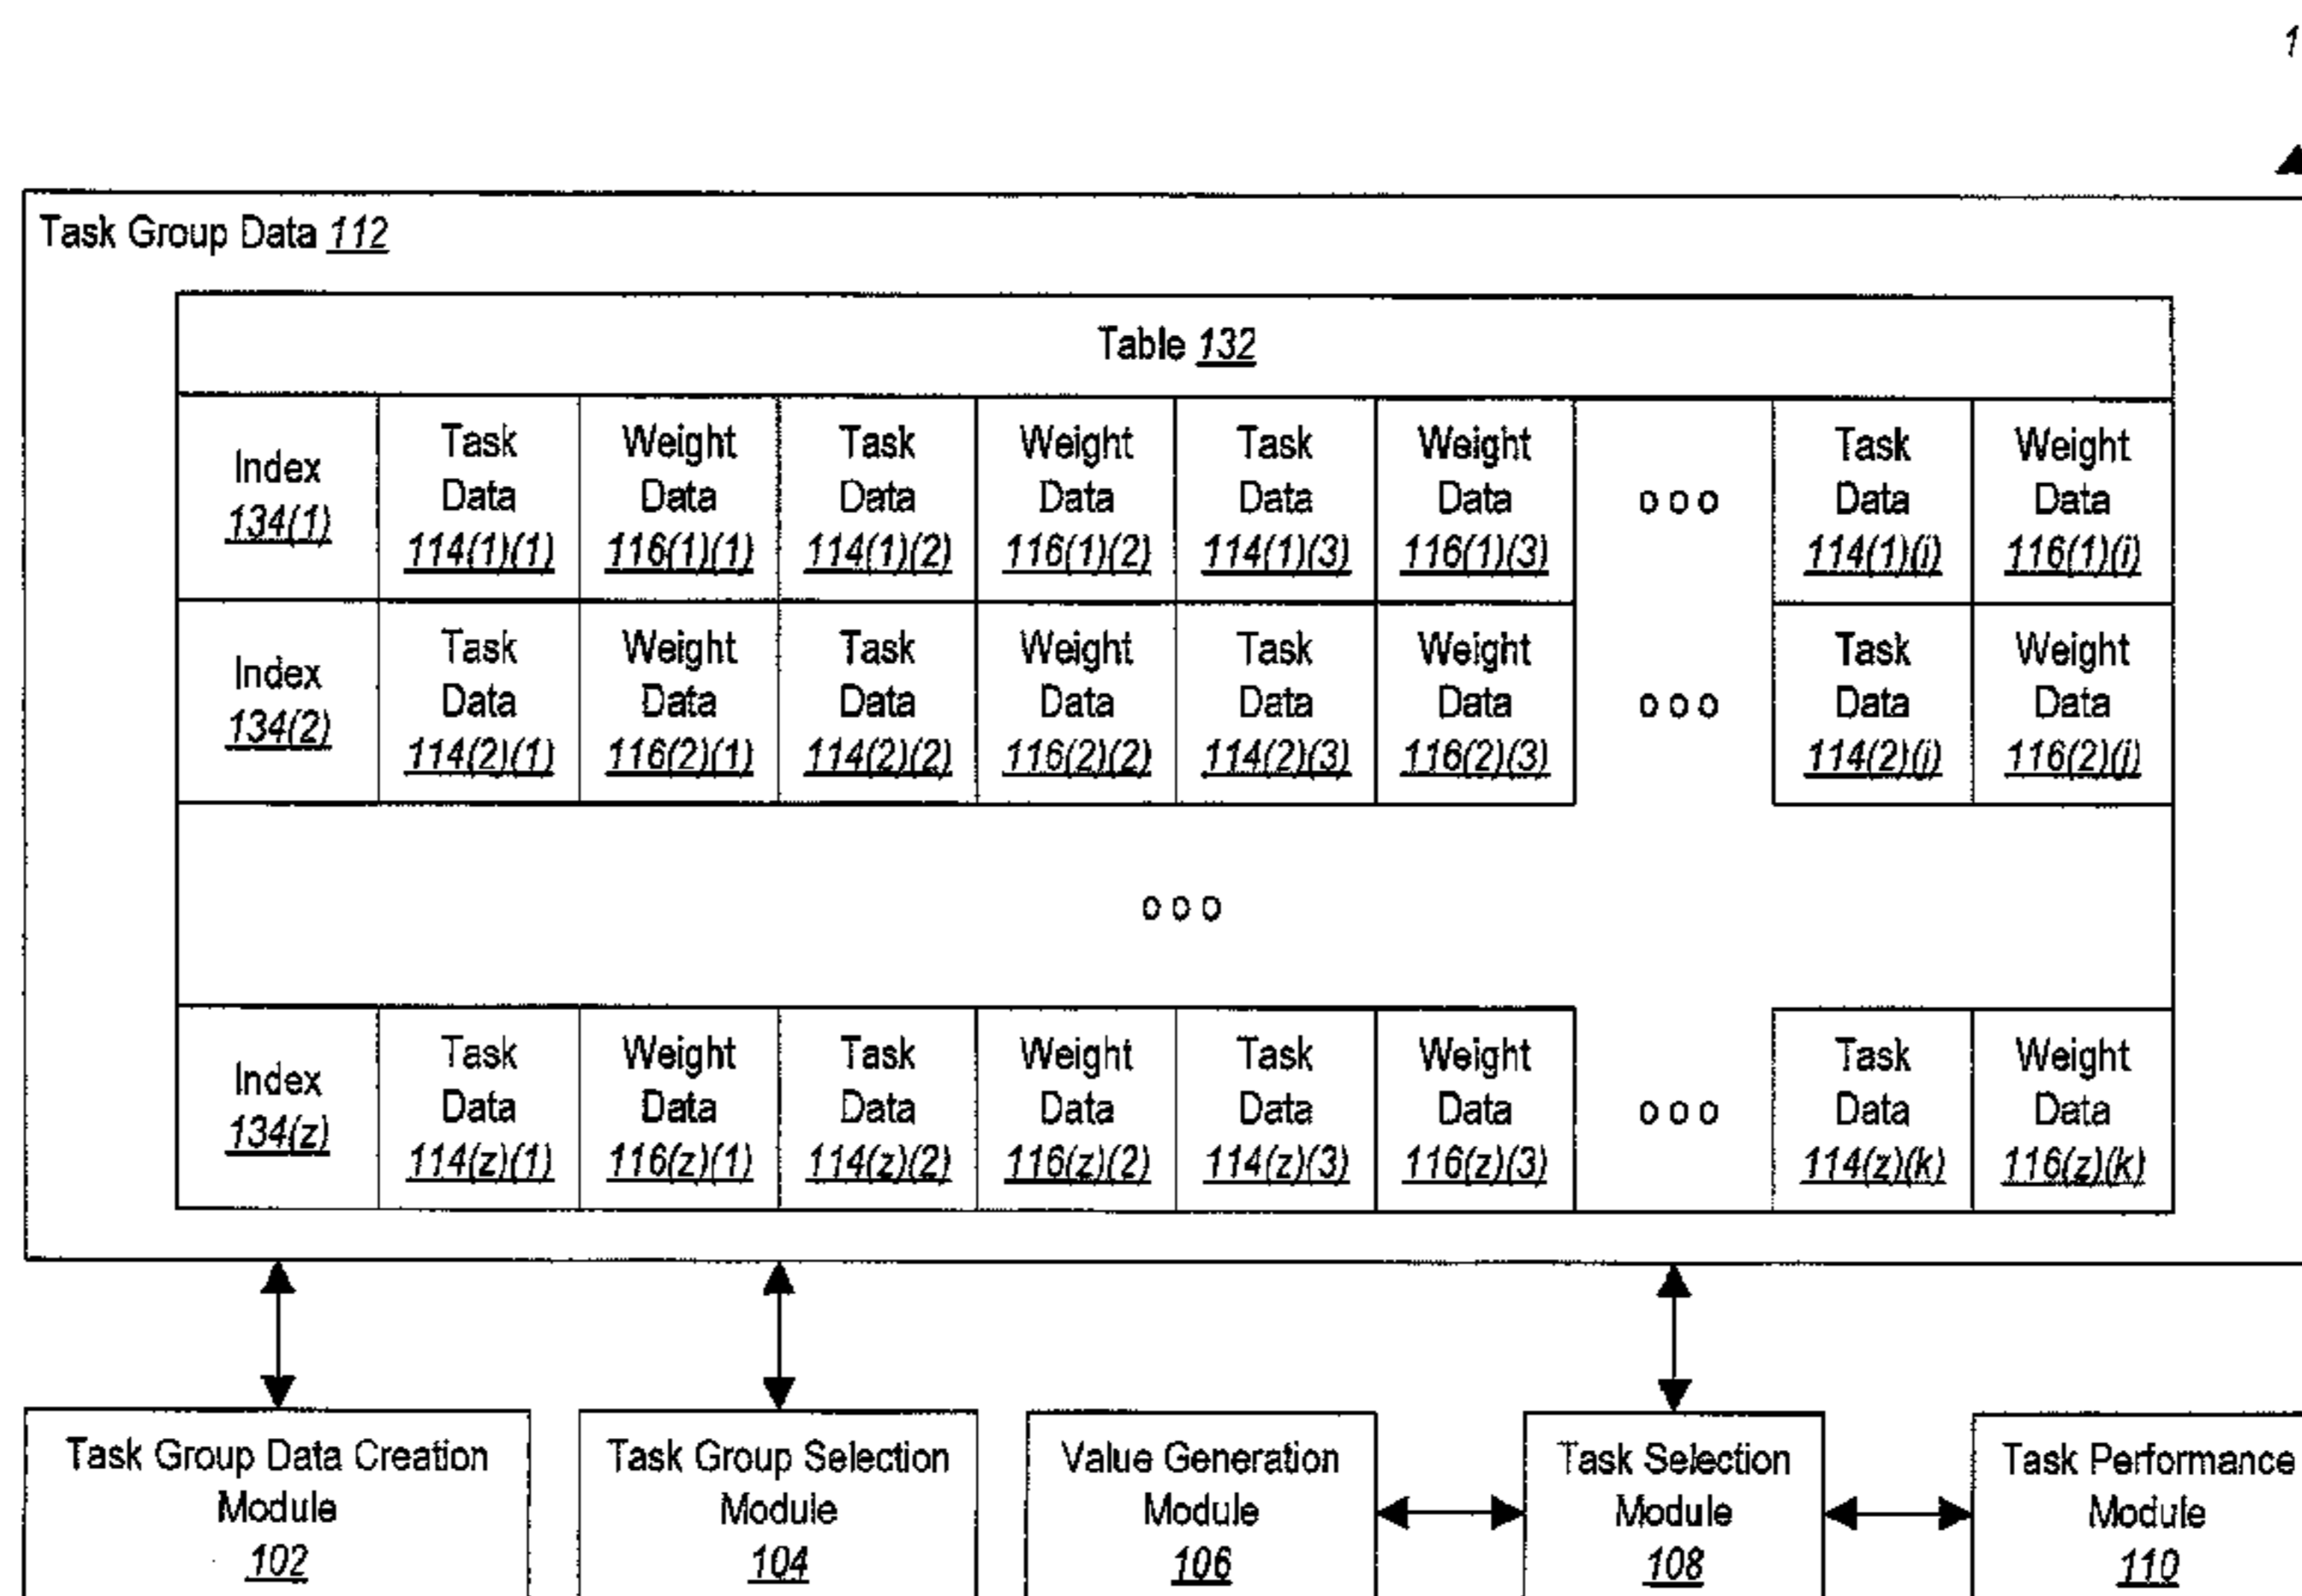 1
Task Group Data 112
Table 132
Index 134(1) Task Data 114(1)(1) Weight Data 116(1)(1) Task Data 114(1)(2) Weight Data 116(1)(2) Task Data 114(1)(3) Weight Data 116(1)(3) o o o Task Data 114(1)(i) Weight Data 116(1)(i)
Index 134(2) Task Data 114(2)(1) Weight Data 116(2)(1) Task Data 114(2)(2) Weight Data 116(2)(2) Task Data 114(2)(3) Weight Data 116(2)(3) o o o Task Data 114(2)(j) Weight Data 116(2)(j)
o o o
Index 134(z) Task Data 114(z)(1) Weight Data 116(z)(1) Task Data 114(z)(2) Weight Data 116(z)(2) Task Data 114(z)(3) Weight Data 116(z)(3) o o o Task Data 114(z)(k) Weight Data 116(z)(k)
Task Group Data Creation
Module
102
Task Group Selection
Module
104
Value Generation
Module
106
Task Selection
Module
108
Task Performance
Module
110